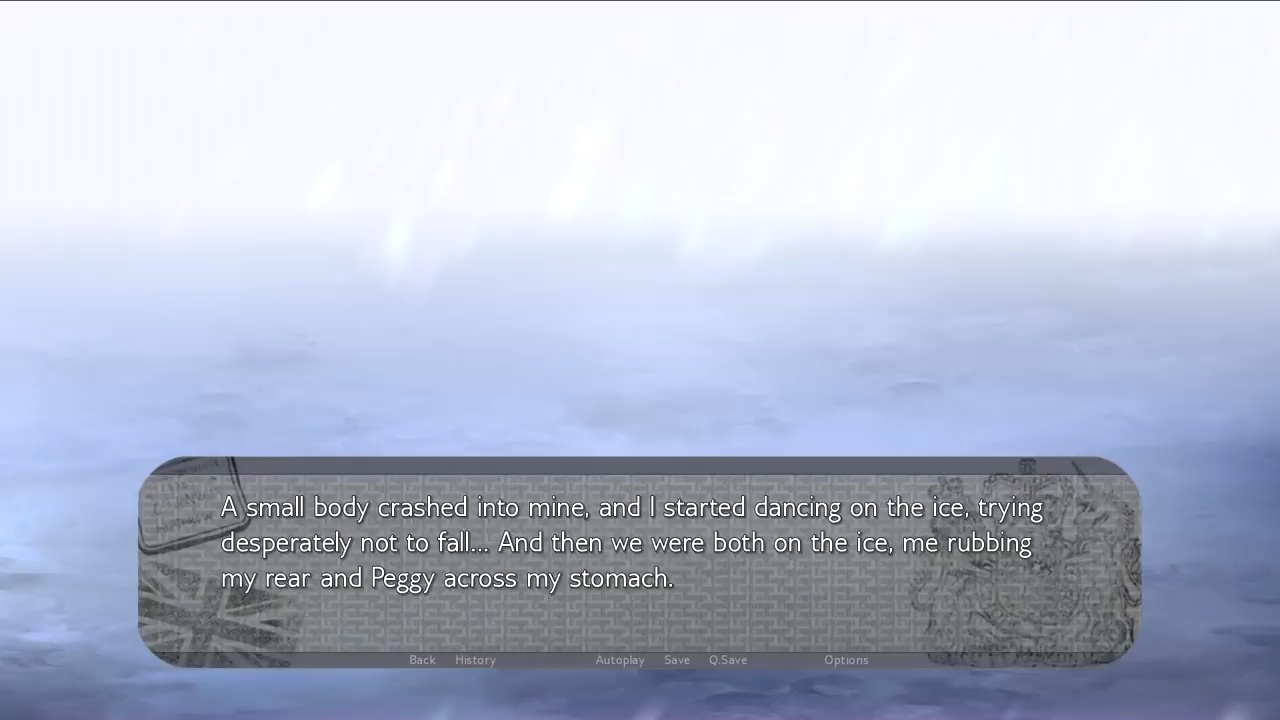 A small body crashed into mine, and I started dancing on the ice, trying
desperately not to fall... And then we were both on the ice, me rubbing
my rear and Peggy across my stomach.
Back History Autoplay Save Q.Save Options